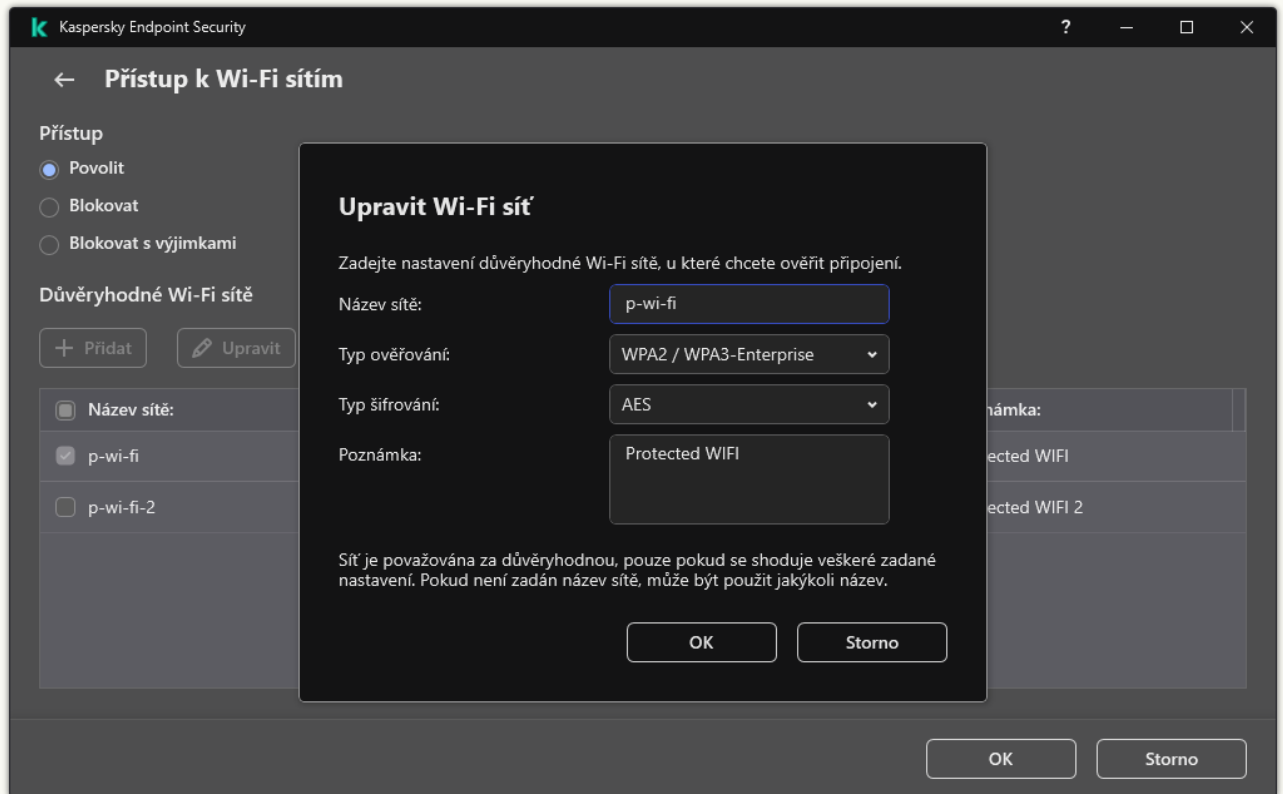 Kaspersky Endpoint Security
?
Přístup k Wi-Fi sítím
Přístup
Povolit
Blokovat
Blokovat s výjimkami
Důvěryhodné Wi-Fi sítě
Přidat
Upravit
Název sítě:
námka:
p-wi-fi
ected WIFI
p-wi-fi-2
ected WIFI 2
Upravit Wi-Fi síť
Zadejte nastavení důvěryhodné Wi-Fi sítě, u které chcete ověřit připojení.
Název sítě:
p-wi-fi
Typ ověřování:
WPA2 / WPA3-Enterprise
Typ šifrování:
AES
Poznámka:
Protected WIFI
Síť je považována za důvěryhodnou, pouze pokud se shoduje veškeré zadané
nastavení. Pokud není zadán název sítě, může být použit jakýkoli název.
OK
Storno
OK
Storno